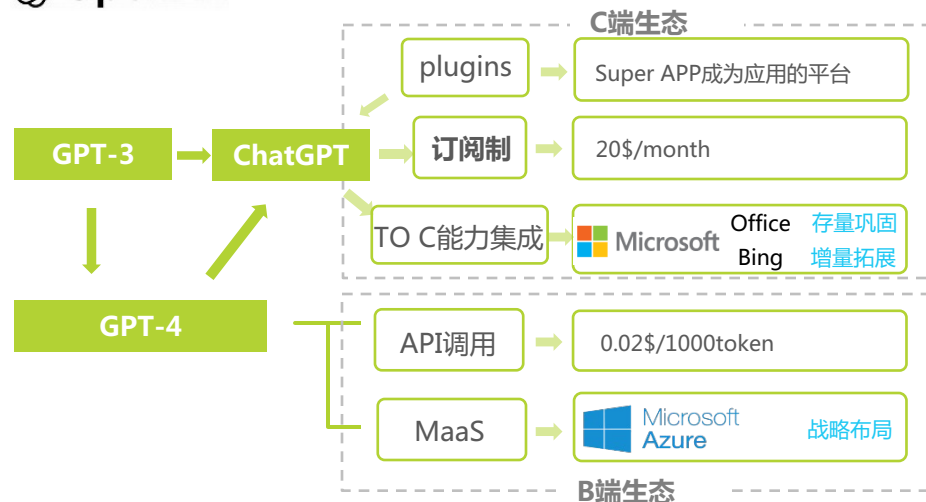 C端生态
plugins
Super APP成为应用的平台
GPT-3
ChatGPT
订阅制
20$/month
TO C能力集成
Microsoft
Office
存量巩固
Bing
增量拓展
GPT-4
API调用
0.02$/1000token
MaaS
Microsoft
Azure
战略布局
B端生态